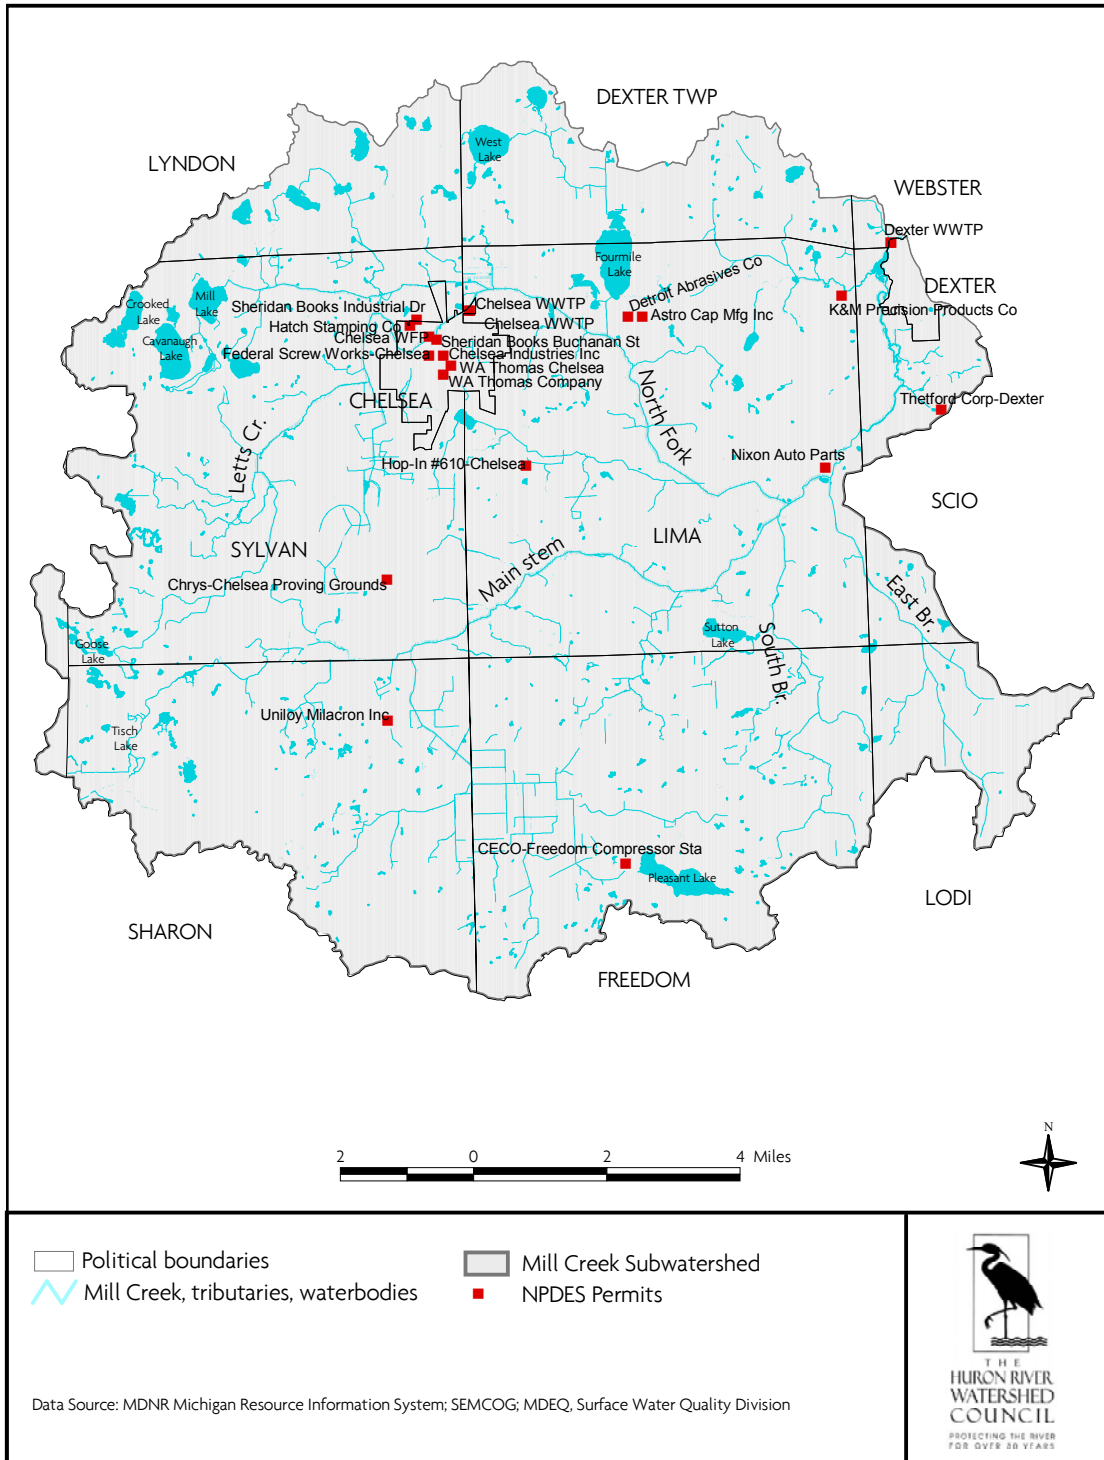 DEXTER TWP
West
Lake
LYNDON
WEBSTER
Dexter WWTP
Fourmile
Lake
Detroit Abrasives Co
DEXTER
Crooked
Lake
Mill
Lake
Sheridan Books Industrial Dr
Chelsea WWTP
K&M Precision Products Co
Hatch Stamping Co
Chelsea WWTP
Astro Cap Mfg Inc
Cavanaugh
Lake
Chelsea WFP
Sheridan Books Buchanan St
Federal Screw Works-Chelsea
Chelsea Industries Inc
WA Thomas Chelsea
WA Thomas Company
CHELSEA
Thetford Corp-Dexter
North Fork
Letts Cr.
Hop-In #610-Chelsea
Nixon Auto Parts
SCIO
LIMA
SYLVAN
Main stem
Chrys-Chelsea Proving Grounds
East Br.
Sutton
Lake
South Br.
Goose
Lake
Uniloy Milacron Inc
Tisch
Lake
CECO-Freedom Compressor Sta
Pleasant Lake
LODI
SHARON
FREEDOM
N
2 0 2 4 Miles
Political boundaries
Mill Creek, tributaries, waterbodies
Mill Creek Subwatershed
NPDES Permits
Data Source: MDNR Michigan Resource Information System; SEMCOG; MDEQ, Surface Water Quality Division
THE
HURON RIVER
WATERSHED
COUNCIL
PROTECTING THE RIVER
FOR OVER 30 YEARS